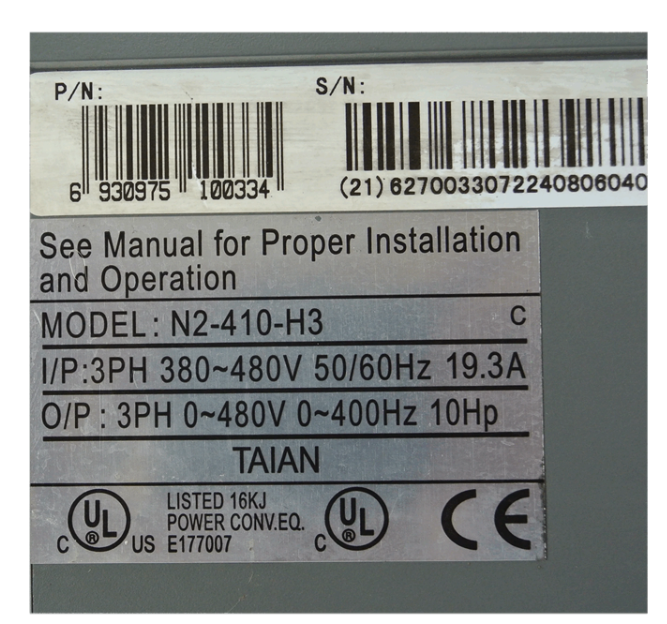 P/N: S/N:
6 930975 100334 (21)6270033072240806040
See Manual for Proper Installation
and Operation
MODEL: N2-410-H3 C
I/P:3PH 380~480V 50/60Hz 19.3A
O/P : 3PH 0~480V 0~400Hz 10Hp
TAIAN
C UL ® US
LISTED 16KJ
POWER CONV.EQ.
E177007
C UL ®
CE